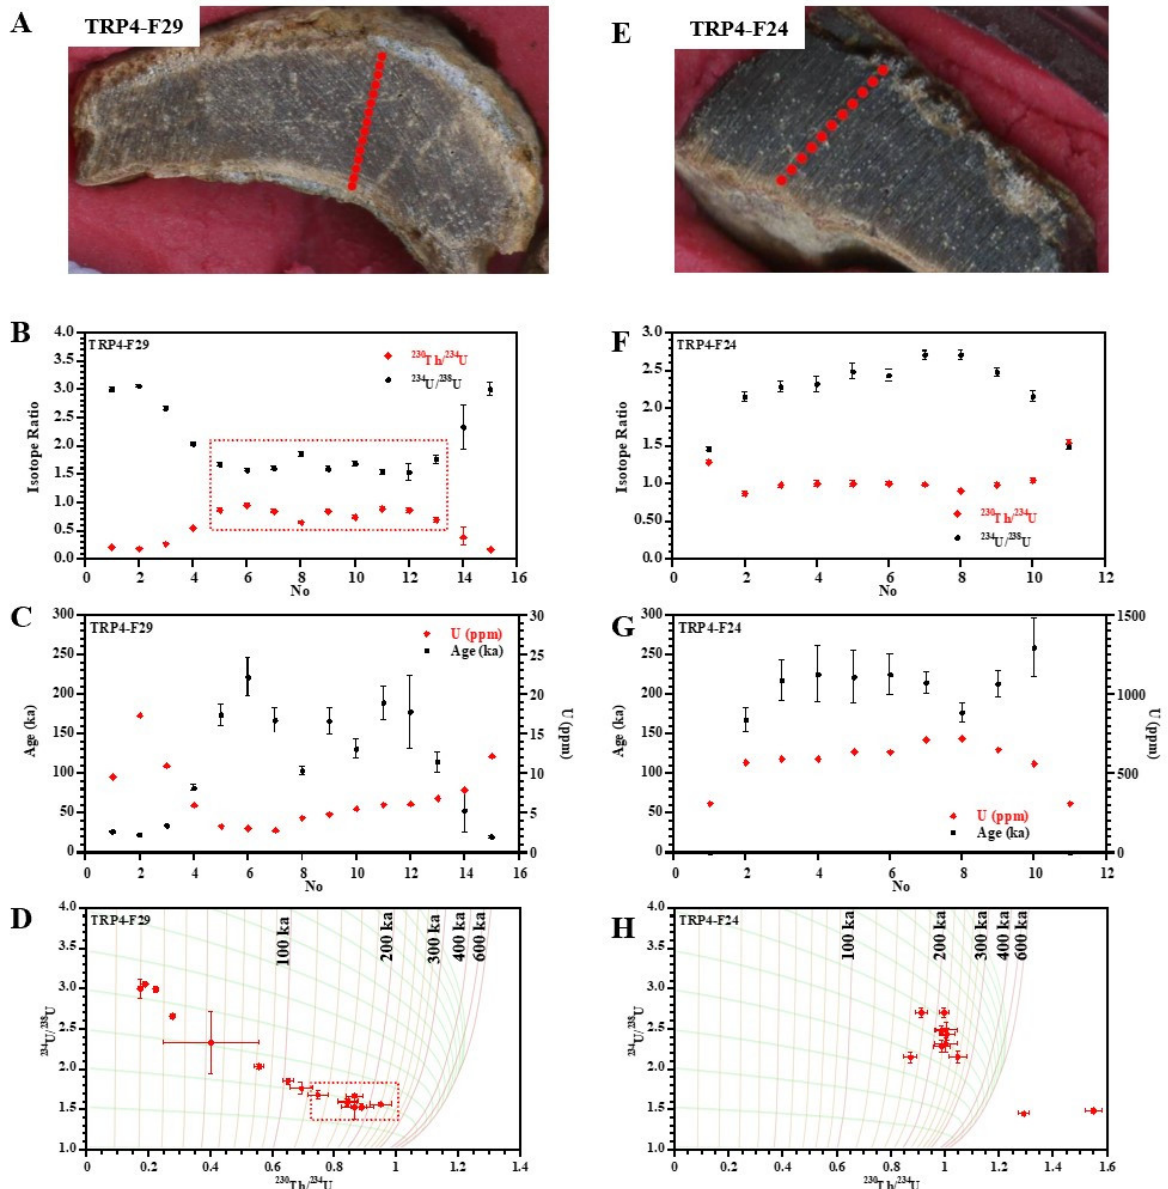 A
TRP4-F29
E
TRP4-F24
B
4.0
3.5
3.0
2.5
2.0
1.5
1.0
0.5
0.0
Isotope Ratio
TRP4-F29
²³⁰Th/²³⁴U
²³⁴U/²³⁸U
0 2 4 6 8 10 12 14 16
No
F
3.0
2.5
2.0
1.5
1.0
0.50
0.0
Isotope Ratio
TRP4-F24
²³⁰Th/²³⁴U
²³⁴U/²³⁸U
0 2 4 6 8 10 12
No
C
300
250
200
150
100
50
0
Age (ka)
TRP4-F29
U (ppm)
Age (ka)
30
25
20
15
10
5
0
U (ppm)
0 2 4 6 8 10 12 14 16
No
G
300
250
200
150
100
50
0
Age (ka)
TRP4-F24
U (ppm)
Age (ka)
1500
1000
500
0
U (ppm)
0 2 4 6 8 10 12
No
D
4.0
3.5
3.0
2.5
2.0
1.5
1.0
²³⁴U/²³⁸U
TRP4-F29
100 ka
200 ka
300 ka
400 ka
600 ka
0 0.2 0.4 0.6 0.8 1 1.2 1.4
²³⁰Th/²³⁴U
H
4.0
3.5
3.0
2.5
2.0
1.5
1.0
²³⁴U/²³⁸U
TRP4-F24
100 ka
200 ka
300 ka
400 ka
600 ka
0 0.2 0.4 0.6 0.8 1 1.2 1.4 1.6
²³⁰Th/²³⁴U